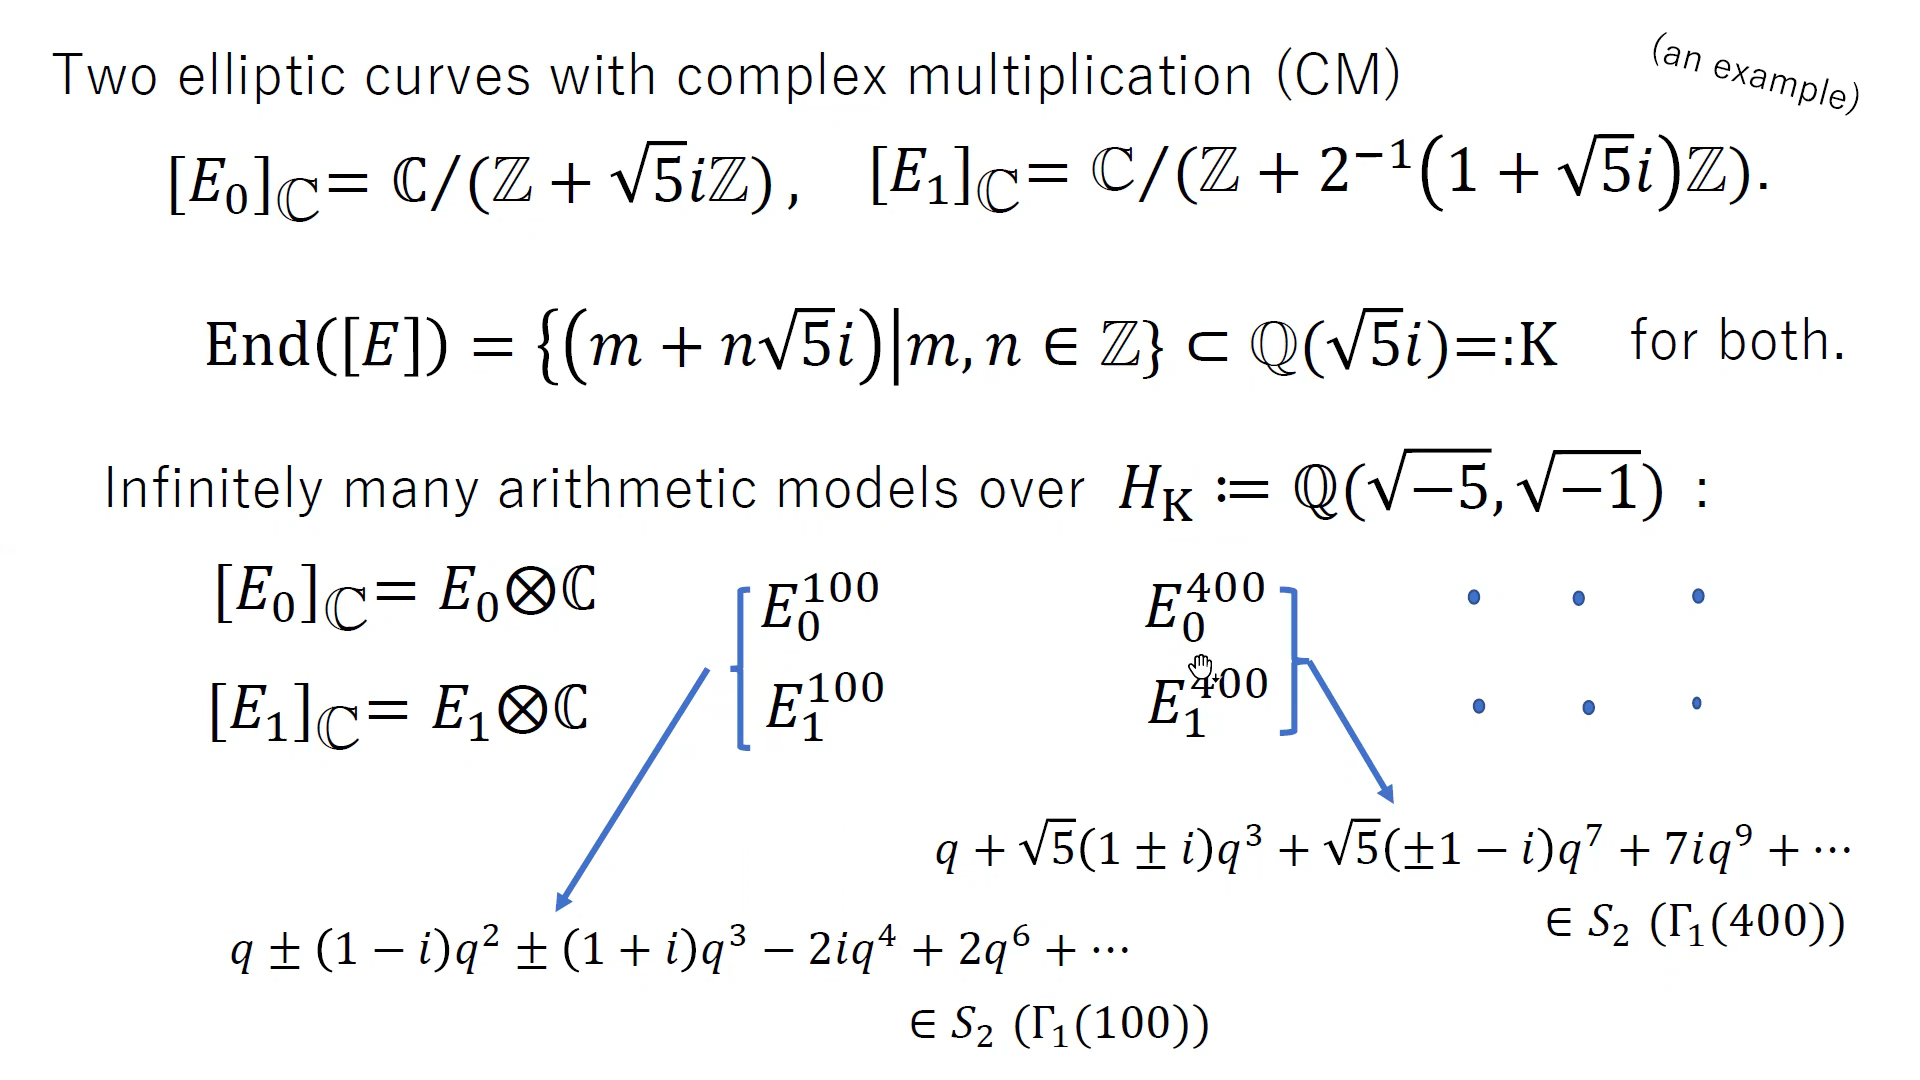 Two elliptic curves with complex multiplication (CM)
(an example)
[E₀]_ℂ = ℂ/(ℤ + √5iℤ) , [E₁]_ℂ = ℂ/(ℤ + 2⁻¹(1 + √5i)ℤ).
End([E]) = {(m + n√5i)|m, n ∈ ℤ} ⊂ ℚ(√5i)=:K for both.
Infinitely many arithmetic models over H_K ≔ ℚ(√−5, √−1) :
[E₀]_ℂ = E₀⊗ℂ E₀¹⁰⁰ E₀⁴⁰⁰
[E₁]_ℂ = E₁⊗ℂ E₁¹⁰⁰ E₁⁴⁰⁰
q + √5(1 ± i)q³ + √5(±1 − i)q⁷ + 7iq⁹ + ⋯
∈ S₂ (Γ₁(400))
q ± (1 − i)q² ± (1 + i)q³ − 2iq⁴ + 2q⁶ + ⋯
∈ S₂ (Γ₁(100))